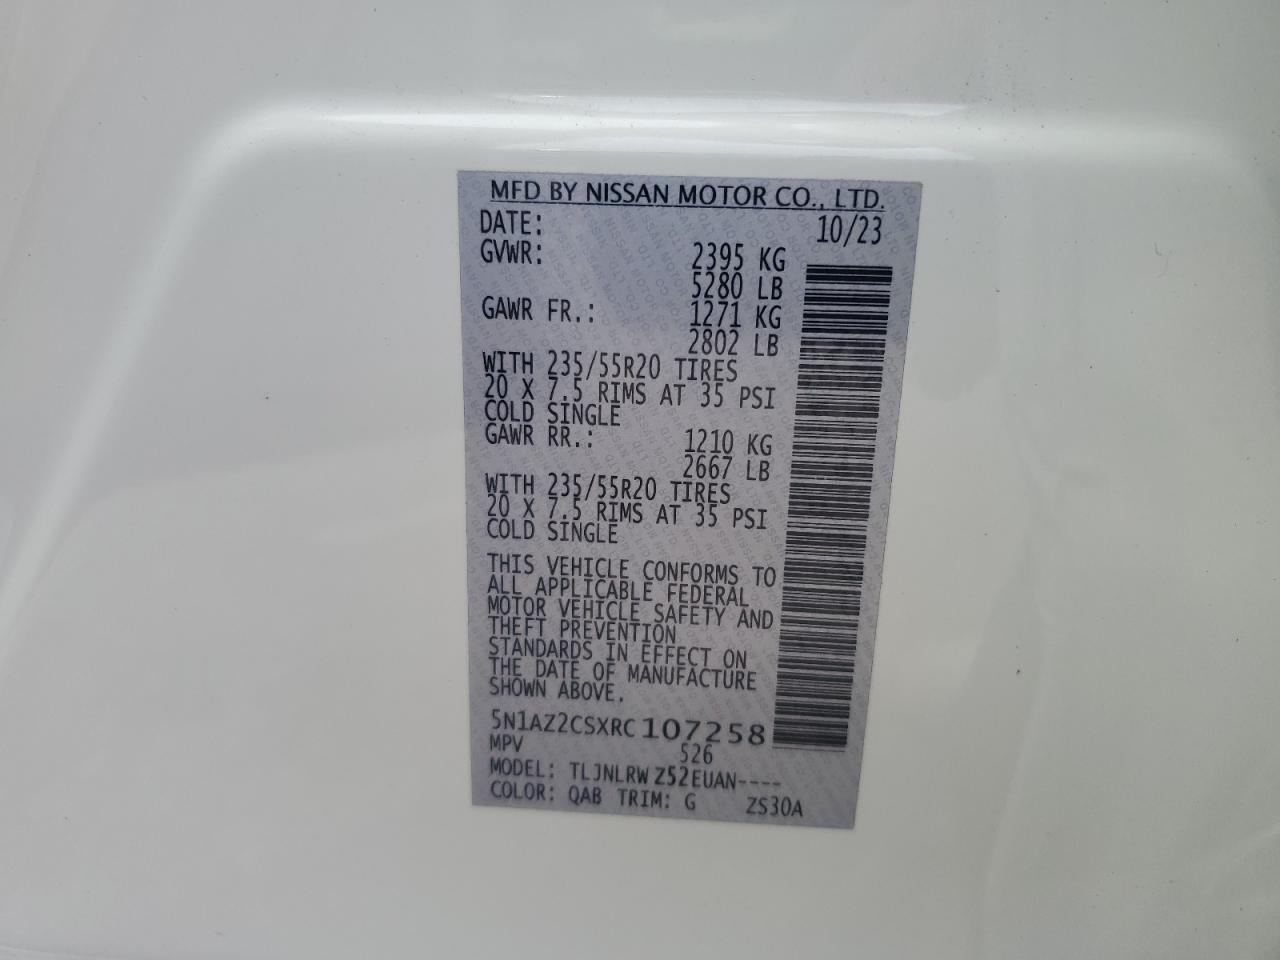 MFD BY NISSAN MOTOR CO., LTD.
DATE: 10/23
GVWR: 2395 KG
5280 LB
GAWR FR.: 1271 KG
2802 LB
WITH 235/55R20 TIRES
20 X 7.5 RIMS AT 35 PSI
COLD SINGLE
GAWR RR.: 1210 KG
2667 LB
WITH 235/55R20 TIRES
20 X 7.5 RIMS AT 35 PSI
COLD SINGLE
THIS VEHICLE CONFORMS TO
ALL APPLICABLE FEDERAL
MOTOR VEHICLE SAFETY AND
THEFT PREVENTION
STANDARDS IN EFFECT ON
THE DATE OF MANUFACTURE
SHOWN ABOVE.
5N1AZ2CSXRC107258
MPV 526
MODEL: TLJNLRW Z52EUAN----
COLOR: QAB TRIM: G ZS30A